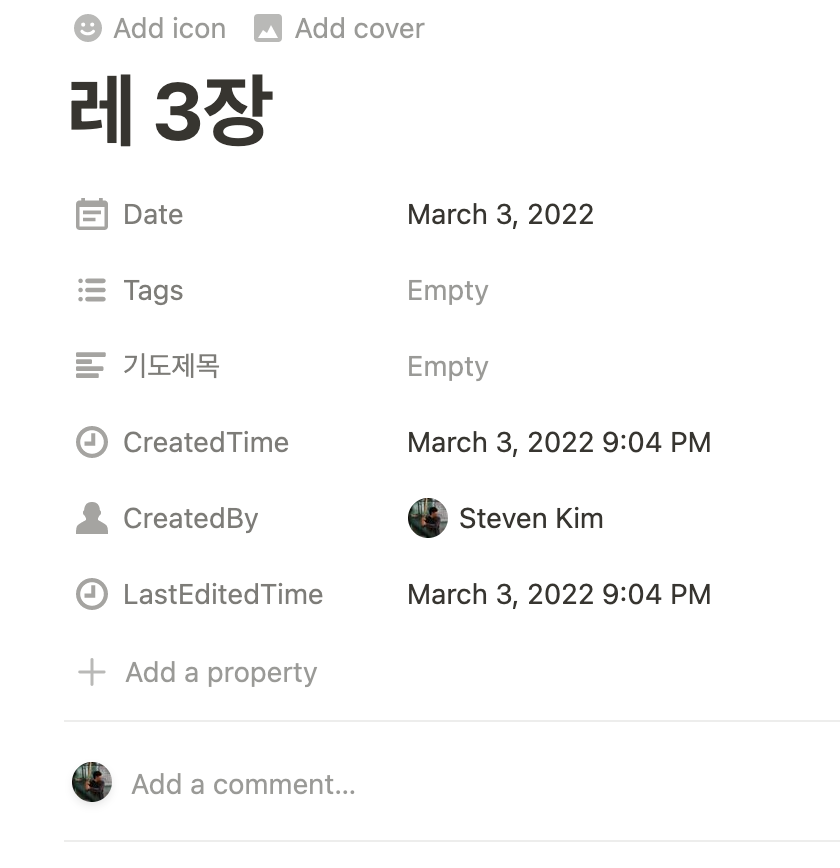 Add icon Add cover
레 3장
Date March 3, 2022
Tags Empty
기도제목 Empty
CreatedTime March 3, 2022 9:04 PM
CreatedBy Steven Kim
LastEditedTime March 3, 2022 9:04 PM
Add a property
Add a comment...